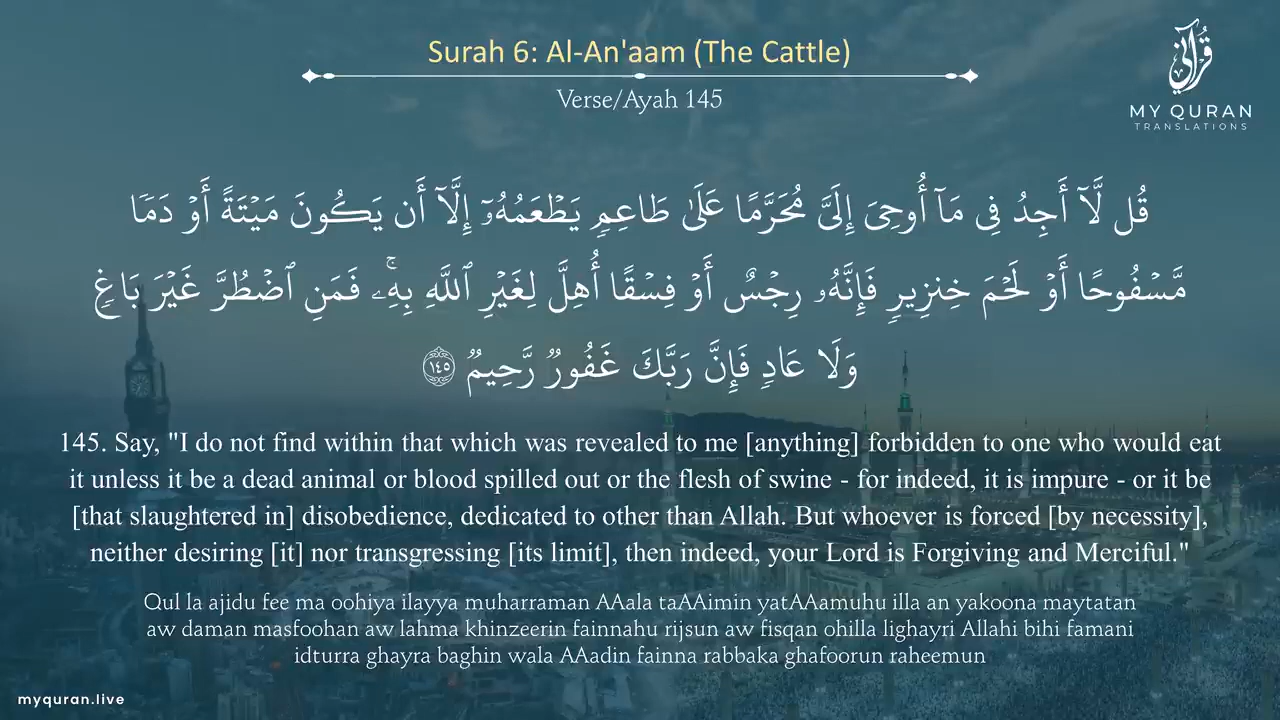 Surah 6: Al-An'aam (The Cattle)
Verse/Ayah 145
قرآني
MY QURAN
TRANSLATIONS
قُل لَّآ أَجِدُ فِى مَآ أُوحِىَ إِلَىَّ مُحَرَّمًا عَلَىٰ طَاعِمٍۢ يَطْعَمُهُۥٓ إِلَّآ أَن يَكُونَ مَيْتَةً أَوْ دَمًا
مَّسْفُوحًا أَوْ لَحْمَ خِنزِيرٍۢ فَإِنَّهُۥ رِجْسٌ أَوْ فِسْقًا أُهِلَّ لِغَيْرِ ٱللَّهِ بِهِۦ ۚ فَمَنِ ٱضْطُرَّ غَيْرَ بَاغٍۢ
وَلَا عَادٍۢ فَإِنَّ رَبَّكَ غَفُورٌۭ رَّحِيمٌۭ ١٤٥
145. Say, "I do not find within that which was revealed to me [anything] forbidden to one who would eat
it unless it be a dead animal or blood spilled out or the flesh of swine - for indeed, it is impure - or it be
[that slaughtered in] disobedience, dedicated to other than Allah. But whoever is forced [by necessity],
neither desiring [it] nor transgressing [its limit], then indeed, your Lord is Forgiving and Merciful."
Qul la ajidu fee ma oohiya ilayya muharraman AAala taAAimin yatAAamuhu illa an yakoona maytatan
aw daman masfoohan aw lahma khinzeerin fainnahu rijsun aw fisqan ohilla lighayri Allahi bihi famani
idturra ghayra baghin wala AAadin fainna rabbaka ghafoorun raheemun
myquran.live